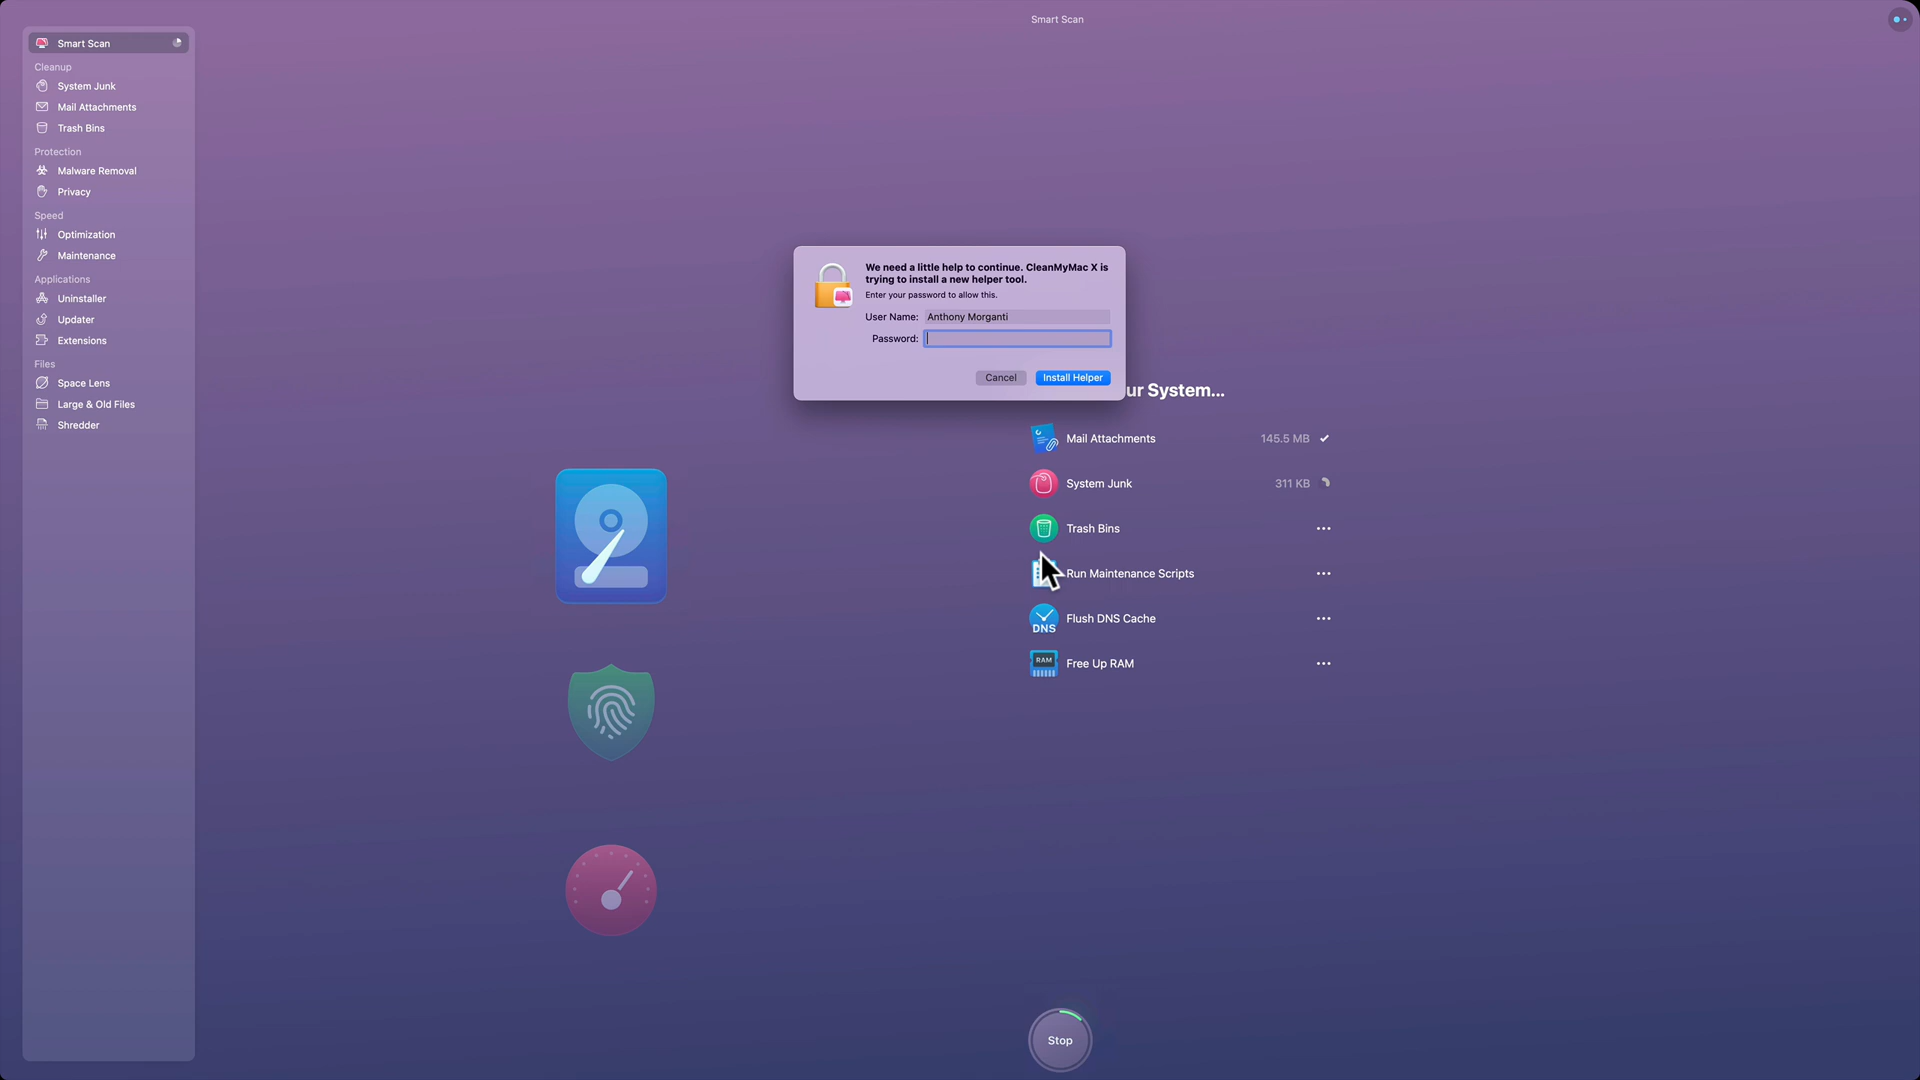 Smart Scan
Smart Scan
Cleanup
System Junk
Mail Attachments
Trash Bins
Protection
Malware Removal
Privacy
Speed
Optimization
Maintenance
Applications
Uninstaller
Updater
Extensions
Files
Space Lens
Large & Old Files
Shredder
We need a little help to continue. CleanMyMac X is
trying to install a new helper tool.
Enter your password to allow this.
User Name: Anthony Morganti
Password:
Cancel Install Helper
ur System...
Mail Attachments 145.5 MB
System Junk 311 KB
Trash Bins
Run Maintenance Scripts
DNS Flush DNS Cache
RAM Free Up RAM
Stop